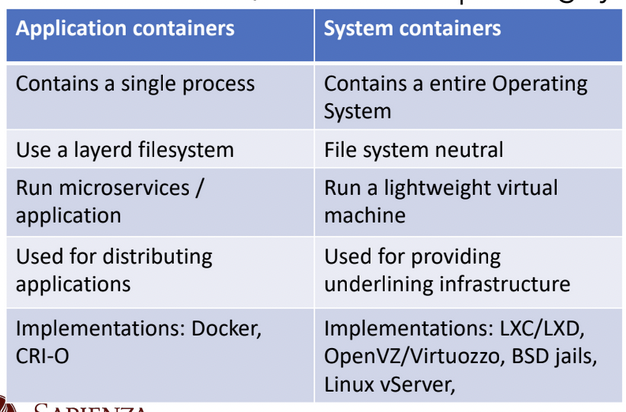 Application containers
System containers
Contains a single process
Contains a entire Operating
System
Use a layerd filesystem
File system neutral
Run microservices /
application
Run a lightweight virtual
machine
Used for distributing
applications
Used for providing
underlining infrastructure
Implementations: Docker,
CRI-O
Implementations: LXC/LXD,
OpenVZ/Virtuozzo, BSD jails,
Linux vServer,
SAPIENZA